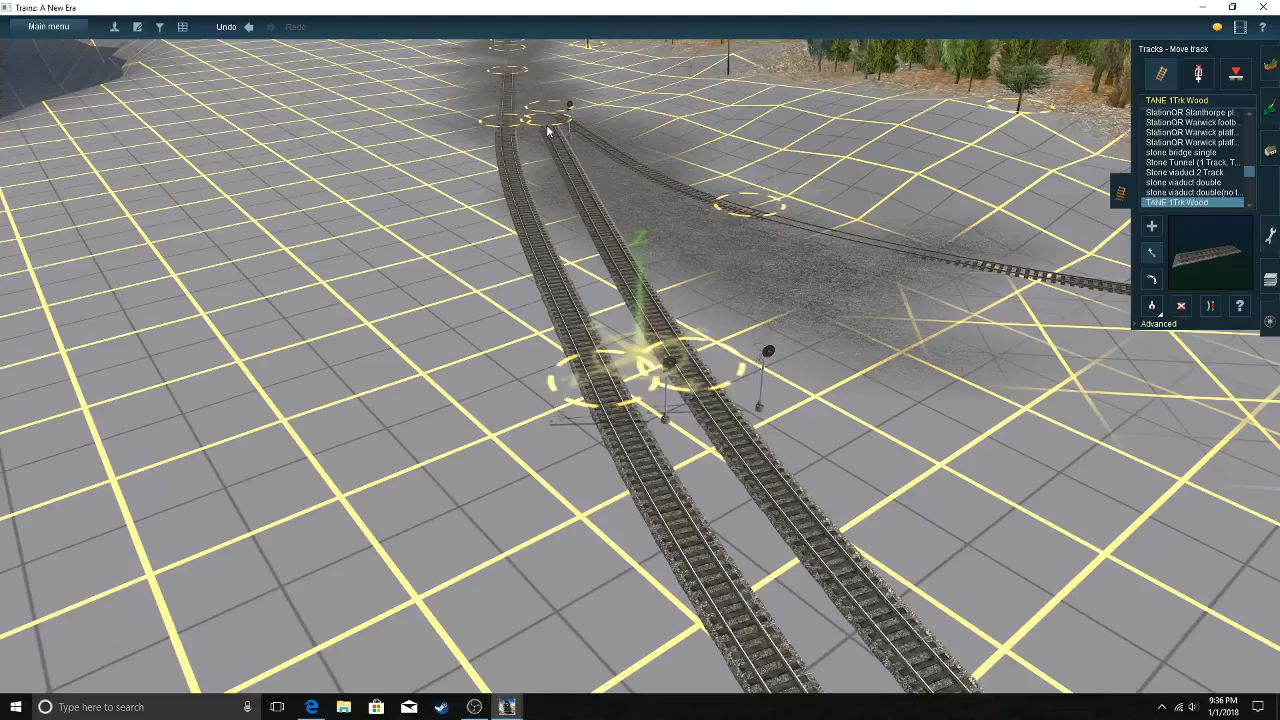 Trainz: A New Era
Main menu
Undo
Redo
Tracks - Move track
TANE 1Trk Wood
StationQR Stanthorpe pl
StationQR Warwick footb
StationQR Warwick platf...
StationQR Warwick platf...
stone bridge single
Stone Tunnel (1 Track, T...
Stone viaduct 2 Track
stone viaduct double
stone viaduct double(no t...
TANE 1Trk Wood
Advanced
Z
Type here to search
9:36 PM
1/1/2018